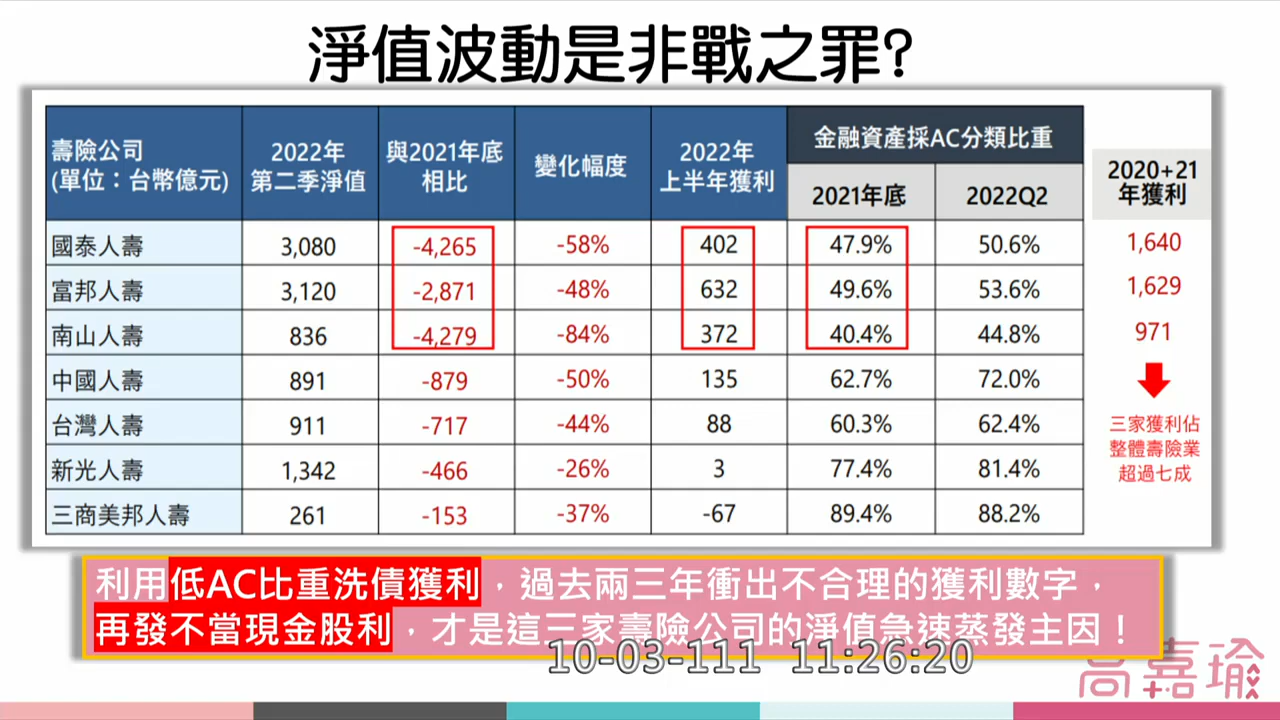 淨值波動是非戰之罪?
壽險公司 (單位：台幣億元) 2022年 第二季淨值 與2021年底 相比 變化幅度 2022年 上半年獲利 金融資產採AC分類比重 2021年底 2022Q2 2020+21 年獲利
國泰人壽 3,080 -4,265 -58% 402 47.9% 50.6% 1,640
富邦人壽 3,120 -2,871 -48% 632 49.6% 53.6% 1,629
南山人壽 836 -4,279 -84% 372 40.4% 44.8% 971
中國人壽 891 -879 -50% 135 62.7% 72.0%
台灣人壽 911 -717 -44% 88 60.3% 62.4%
新光人壽 1,342 -466 -26% 3 77.4% 81.4%
三商美邦人壽 261 -153 -37% -67 89.4% 88.2%
三家獲利佔
整體壽險業
超過七成
利用低AC比重洗債獲利，過去兩三年衝出不合理的獲利數字，
再發不當現金股利，才是這三家壽險公司的淨值急速蒸發主因！
10-03-111 11:26:20
高嘉瑜